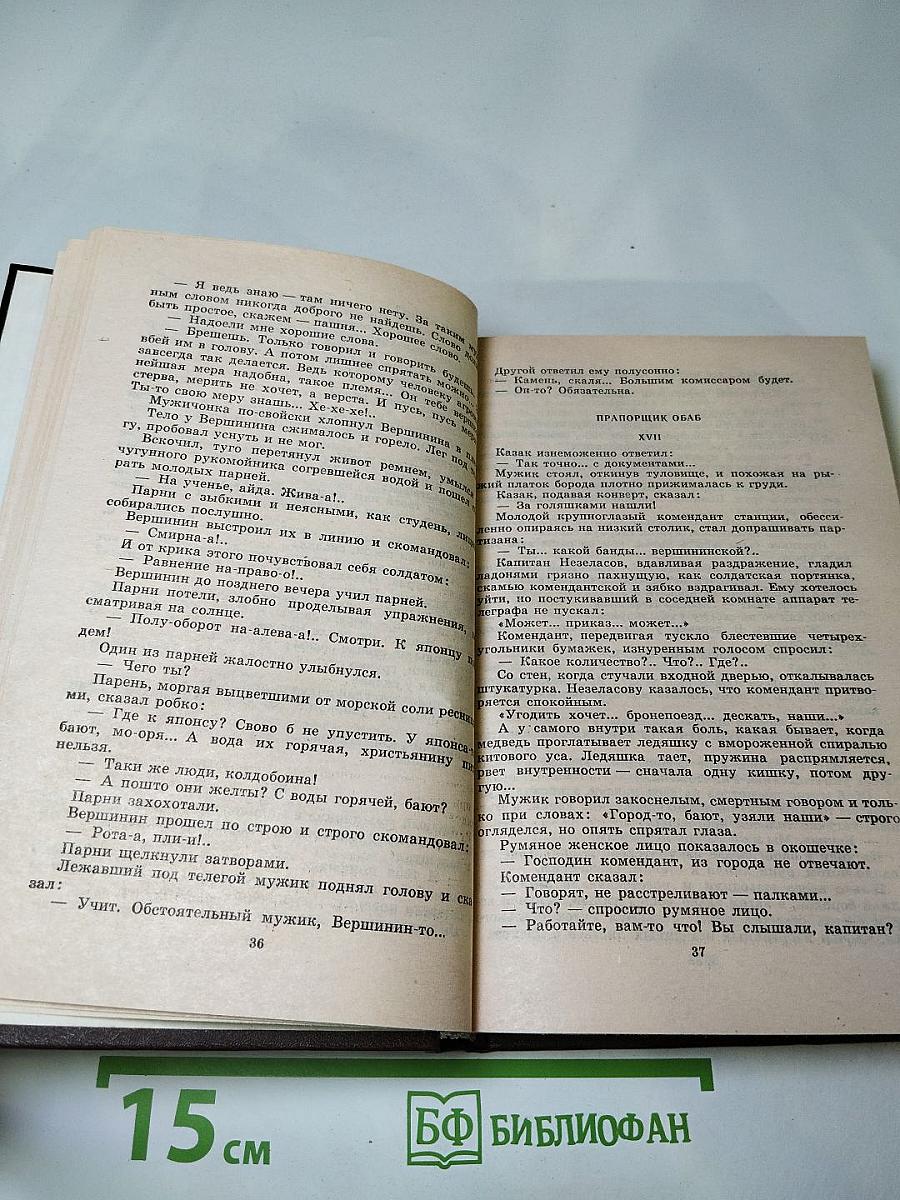 — Я ведь знаю — там ничего нету. За таким
ным словом никогда доброго не найдешь. Слово
быть простое, скажем — пашня... Хорошее слово.
— Надоели мне хорошие слова.
— Брешешь. Только говорил и говорить будешь.
вбей им в голову. А потом лишнее спрятать можно...
завсегда так делается. Ведь которому человеку
нейшая мера надобна, такое племя... Он тебе
стерва, мерить не хочет, а верста. И пусь, пусь
Ты-то свою меру знашь... Хе-хе-хе!..
Мужичонка по-свойски хлопнул Вершинина в
Тело у Вершинина сжималось и горело. Лег под
гу, пробовал уснуть и не мог.
Вскочил, туго перетянул живот ремнем, умылся
чугунного рукомойника согревшейся водой и пошел
рать молодых парней.
— На ученье, айда. Жива-а!..
Парни с зыбкими и неясными, как студень,
собирались послушно.
Вершинин выстроил их в линию и скомандовал:
— Смирна-а!..
И от крика этого почувствовал себя солдатом:
— Равнение на-право-о!..
Вершинин до позднего вечера учил парней.
Парни потели, злобно проделывая упражнения,
сматривая на солнце.
— Полу-оборот на-алева-а!.. Смотри. К японцу
дем!
Один из парней жалостно улыбнулся.
— Чего ты?
Парень, моргая выцветшими от морской соли
ми, сказал робко:
— Где к японсу? Свово б не упустить. У японса-
бают, мо-оря... А вода их горячая, христьянину
нельзя.
— Таки же люди, колдобоина!
— А пошто они желты? С воды горячей, бают?
Парни захохотали.
Вершинин прошел по строю и строго скомандовал:
— Рота-а, пли-и!..
Парни щелкнули затворами.
Лежавший под телегой мужик поднял голову и
зал:
— Учит. Обстоятельный мужик, Вершинин-то...
36
Другой ответил ему полусонно:
— Камень, скаля... Большим комиссаром будет.
— Он-то? Обязательна.
ПРАПОРЩИК ОБАБ
XVII
Казак изнеможенно ответил:
— Так точно... с документами...
Мужик стоял, откинув туловище, и похожая на ры-
жий платок борода плотно прижималась к груди.
Казак, подавая конверт, сказал:
— За голяшками нашли!
Молодой крупноглазый комендант станции, обесси-
ленно опираясь на низкий столик, стал допрашивать пар-
тизана:
— Ты... какой банды... вершининской?..
Капитан Незеласов, вдавливая раздражение, гладил
ладонями грязно пахнущую, как солдатская портянка,
скамью комендантской и зябко вздрагивал. Ему хотелось
уйти, но постукивавший в соседней комнате аппарат те-
леграфа не пускал:
«Может... приказ... может...»
Комендант, передвигая тускло блестевшие четырех-
угольники бумажек, изнуренным голосом спросил:
— Какое количество?.. Что?.. Где?..
Со стен, когда стучали входной дверью, откалывалась
штукатурка. Незеласову казалось, что комендант притво-
ряется спокойным.
«Угодить хочет... бронепоезд... дескать, наши...»
А у самого внутри такая боль, какая бывает, когда
медведь проглатывает ледяшку с вмороженной спиралью
китового уса. Ледяшка тает, пружина распрямляется,
рвет внутренности — сначала одну кишку, потом дру-
гую...
Мужик говорил закоснелым, смертным говором и толь-
ко при словах: «Город-то, бают, узяли наши» — строго
огляделся, но опять спрятал глаза.
Румяное женское лицо показалось в окошечке:
— Господин комендант, из города не отвечают.
Комендант сказал:
— Говорят, не расстреливают — палками...
— Что? — спросило румяное лицо.
— Работайте, вам-то что! Вы слышали, капитан?
37
15 см
БФ БИБЛИОФАН